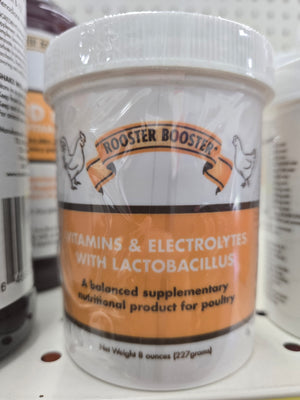 ROOSTER BOOSTER
VITAMINS & ELECTROLYTES
WITH LACTOBACILLUS
A balanced supplementary
nutritional product for poultry
Net Weight 8 ounces (227grams)